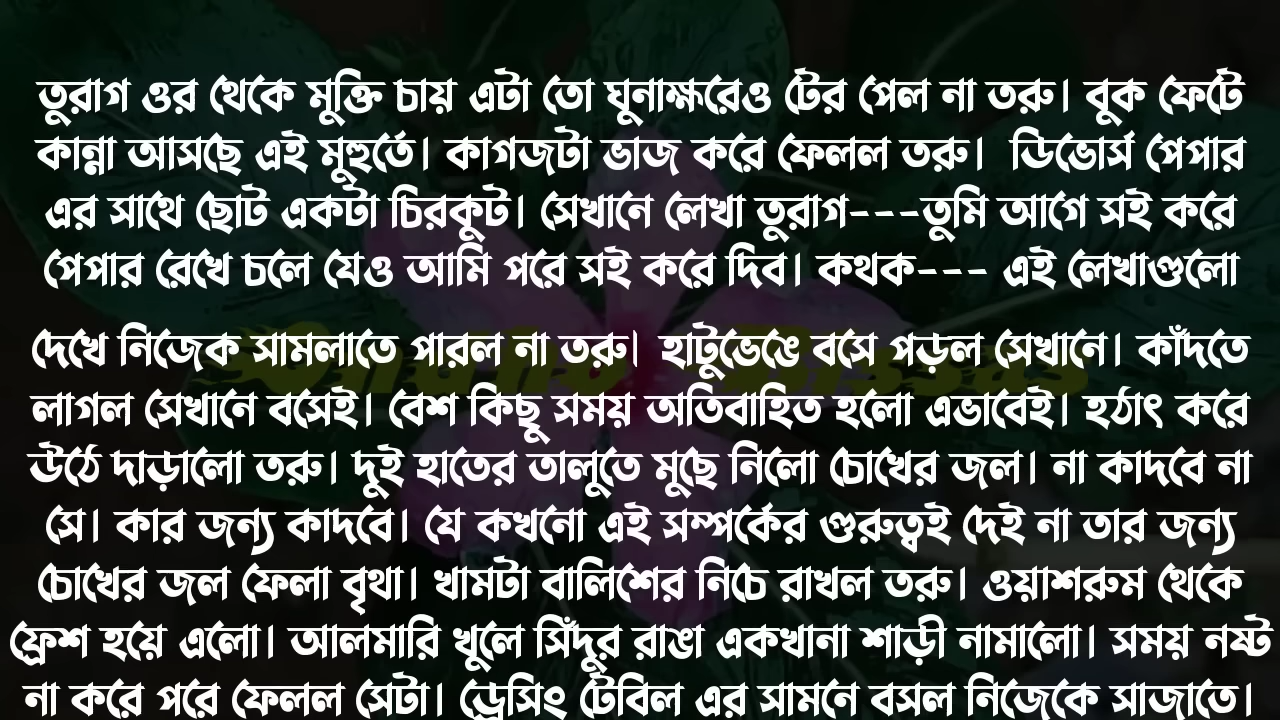 তুরাগ ওর থেকে মুক্তি চায় এটা তো ঘুনাক্ষরেও টের পেল না তরু। বুক ফেটে
কান্না আসছে এই মুহুর্তে। কাগজটা ভাজ করে ফেলল তরু। ডিভোর্স পেপার
এর সাথে ছোট একটা চিরকুট। সেখানে লেখা তুরাগ---তুমি আগে সই করে
পেপার রেখে চলে যেও আমি পরে সই করে দিব। কথক--- এই লেখাগুলো
দেখে নিজেক সামলাতে পারল না তরু| হাটুভেঙে বসে পড়ল সেখানে। কাঁদতে
লাগল সেখানে বসেই। বেশ কিছু সময় অতিবাহিত হলো এভাবেই। হঠাৎ করে
উঠে দাড়ালো তরু। দুই হাতের তালুতে মুছে নিলো চোখের জল। না কাদবে না
সে। কার জন্য কাদবে। যে কখনো এই সম্পর্কের গুরুত্বই দেই না তার জন্য
চোখের জল ফেলা বৃথা। খামটা বালিশের নিচে রাখল তরু। ওয়াশরুম থেকে
ফ্রেশ হয়ে এলো। আলমারি খুলে সিঁদুর রাঙা একখানা শাড়ী নামালো। সময় নষ্ট
না করে পরে ফেলল সেটা। ড্রেসিং টেবিল এর সামনে বসল নিজেকে সাজাতে।